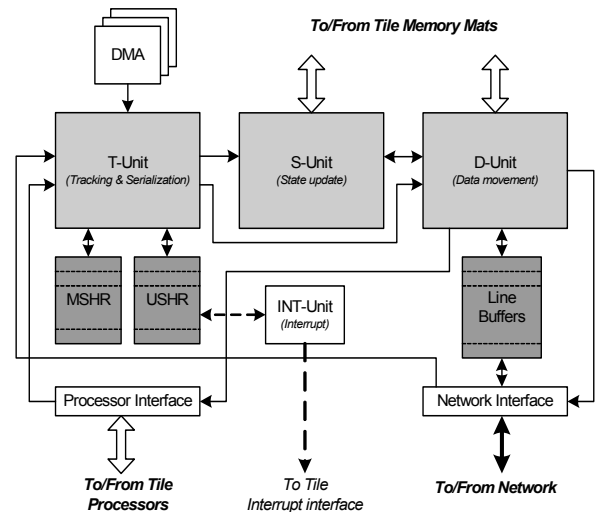 To/From Tile Memory Mats
DMA
T-Unit
(Tracking & Serialization)
S-Unit
(State update)
D-Unit
(Data movement)
MSHR
USHR
INT-Unit
(Interrupt)
Line
Buffers
Processor Interface
Network Interface
To/From Tile
Processors
To Tile
Interrupt interface
To/From Network